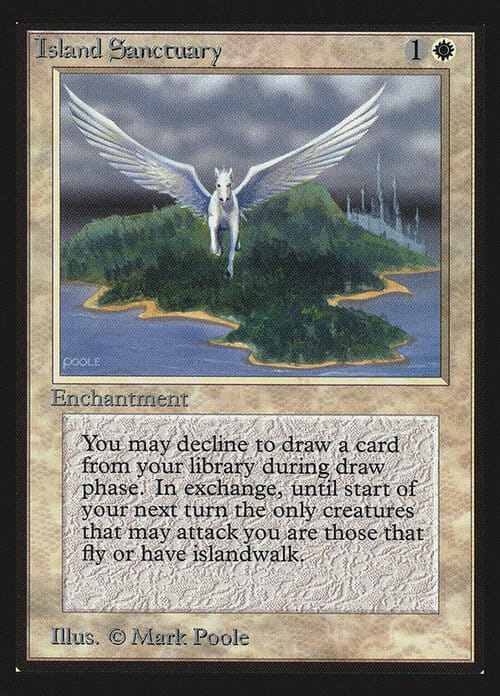 Island Sanctuary 1
POOLE
Enchantment
You may decline to draw a card
from your library during draw
phase. In exchange, until start of
your next turn the only creatures
that may attack you are those that
fly or have islandwalk.
Illus. © Mark Poole